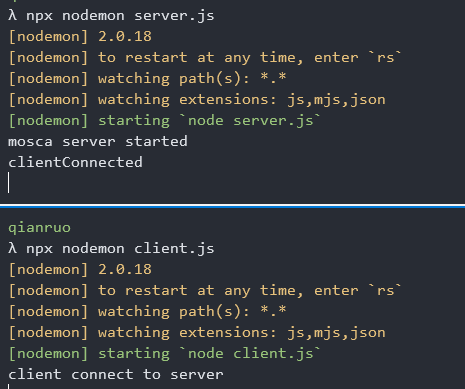 λ npx nodemon server.js
[nodemon] 2.0.18
[nodemon] to restart at any time, enter `rs`
[nodemon] watching path(s): *.*
[nodemon] watching extensions: js,mjs,json
[nodemon] starting `node server.js`
mosca server started
clientConnected
qianruo
λ npx nodemon client.js
[nodemon] 2.0.18
[nodemon] to restart at any time, enter `rs`
[nodemon] watching path(s): *.*
[nodemon] watching extensions: js,mjs,json
[nodemon] starting `node client.js`
client connect to server